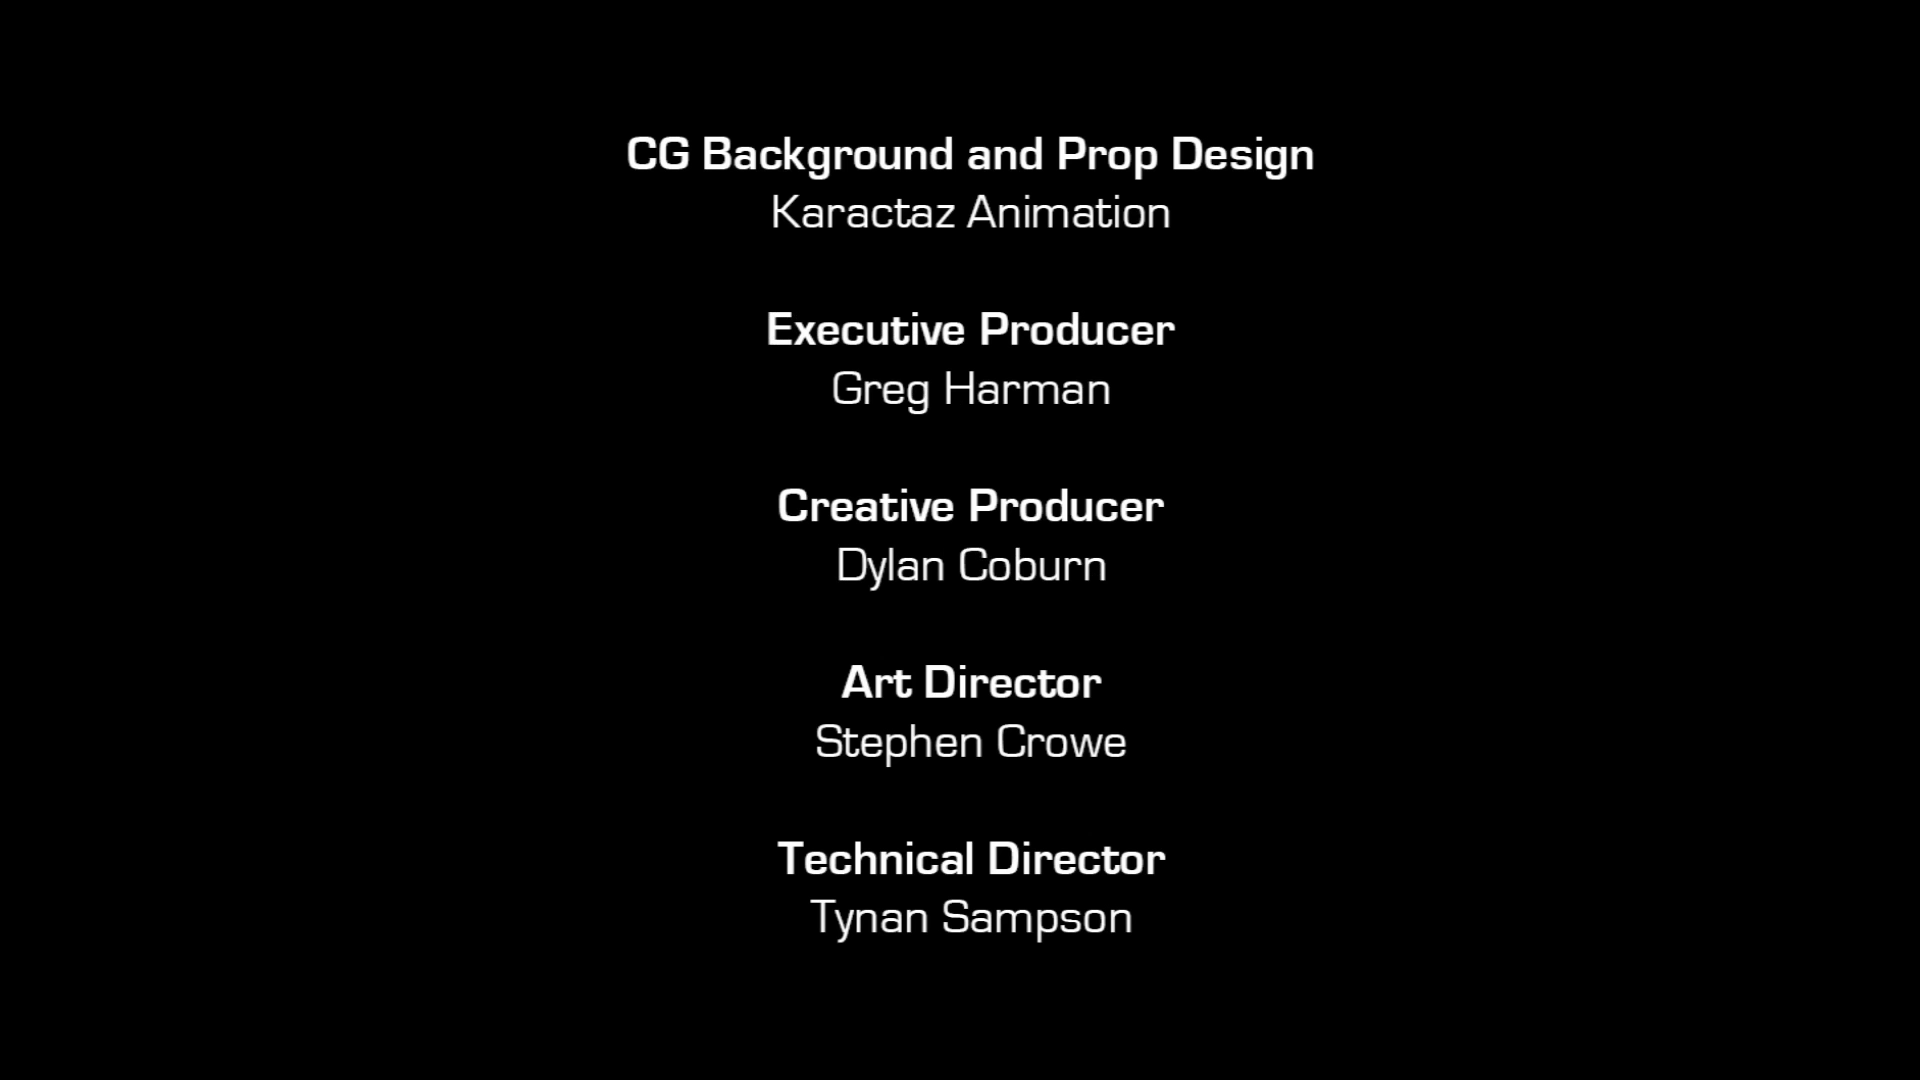 CG Background and Prop Design
Karactaz Animation
Executive Producer
Greg Harman
Creative Producer
Dylan Coburn
Art Director
Stephen Crowe
Technical Director
Tynan Sampson